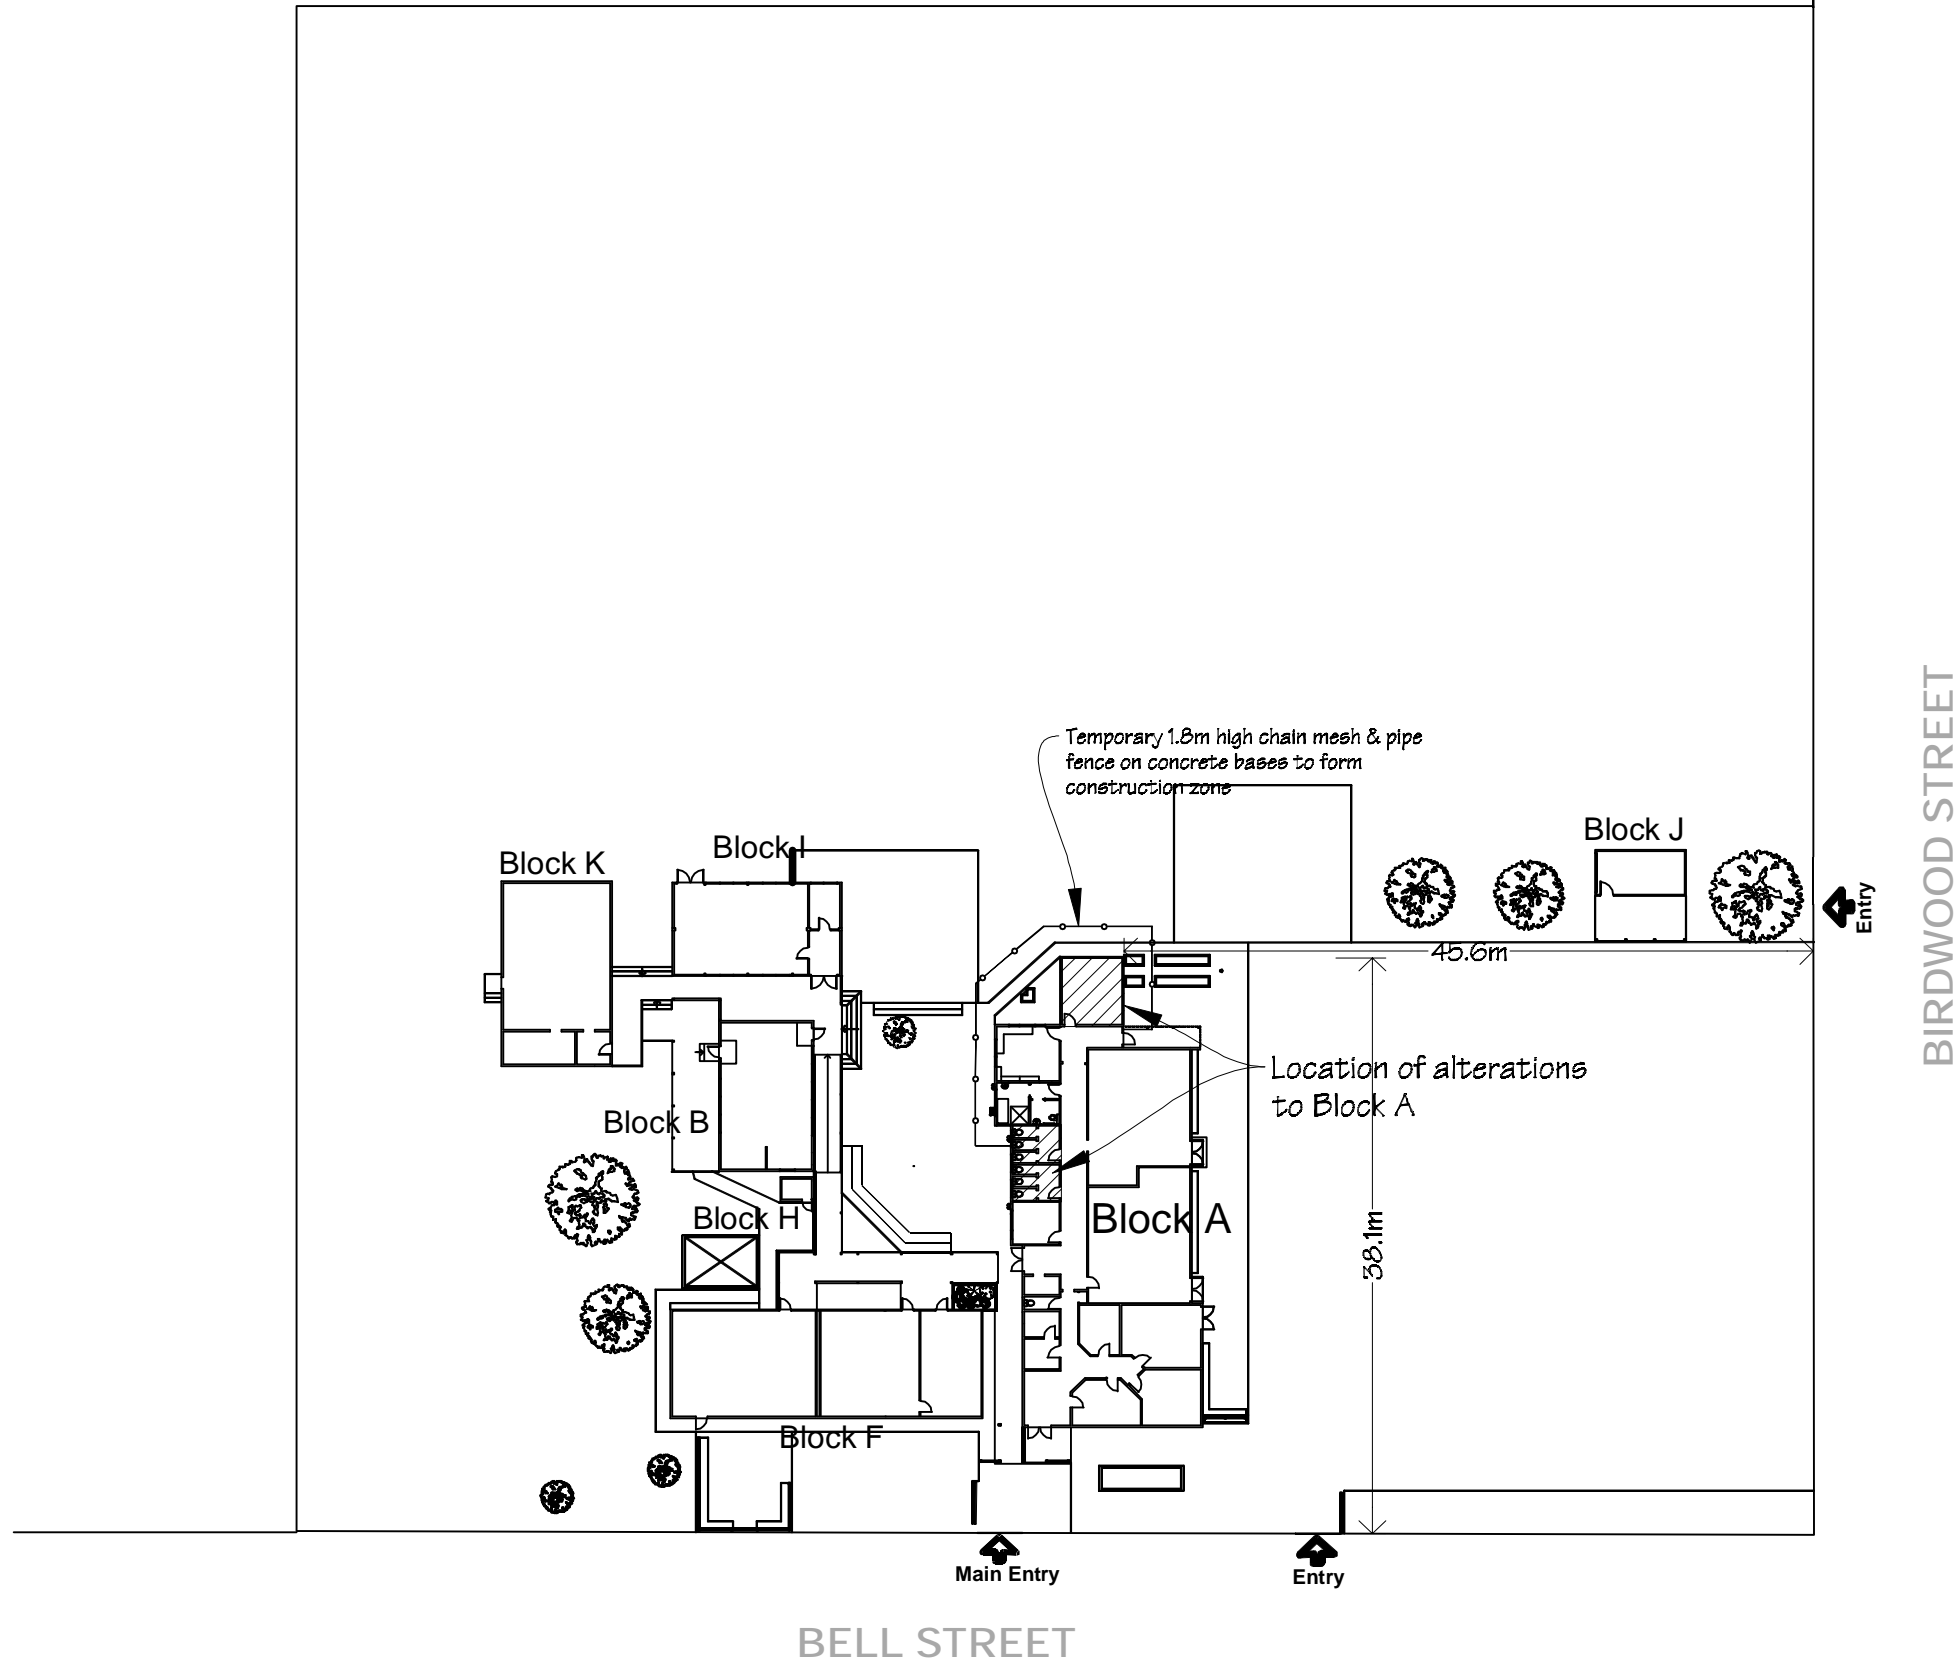 Temporary 1.8m high chain mesh & pipe
fence on concrete bases to form
construction zone
Block J
Block I
Block K
Entry
BIRDWOOD STREET
45.6m
Location of alterations
to Block A
Block B
Block H
Block A
38.1m
Block F
Main Entry
Entry
BELL STREET